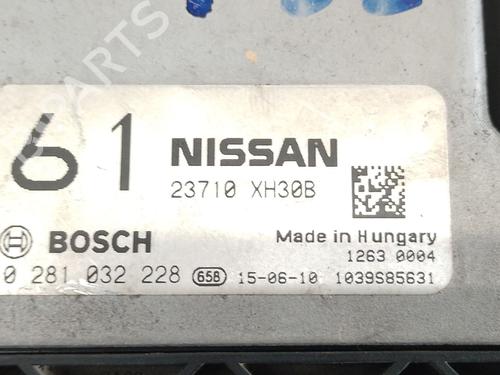 61
NISSAN
23710 XH30B
BOSCH
Made in Hungary
1263 0004
0 281 032 228 658 15-06-10 1039S85631